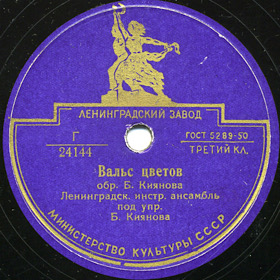 ЛЕНИНГРАДСКИЙ ЗАВОД
Г
24144
ГОСТ 5289-50
ТРЕТИЙ КЛ.
Вальс цветов
обр. Б. Киянова
Ленинградск. инстр. ансамбль
под упр.
Б. Киянова
МИНИСТЕРСТВО КУЛЬТУРЫ СССР